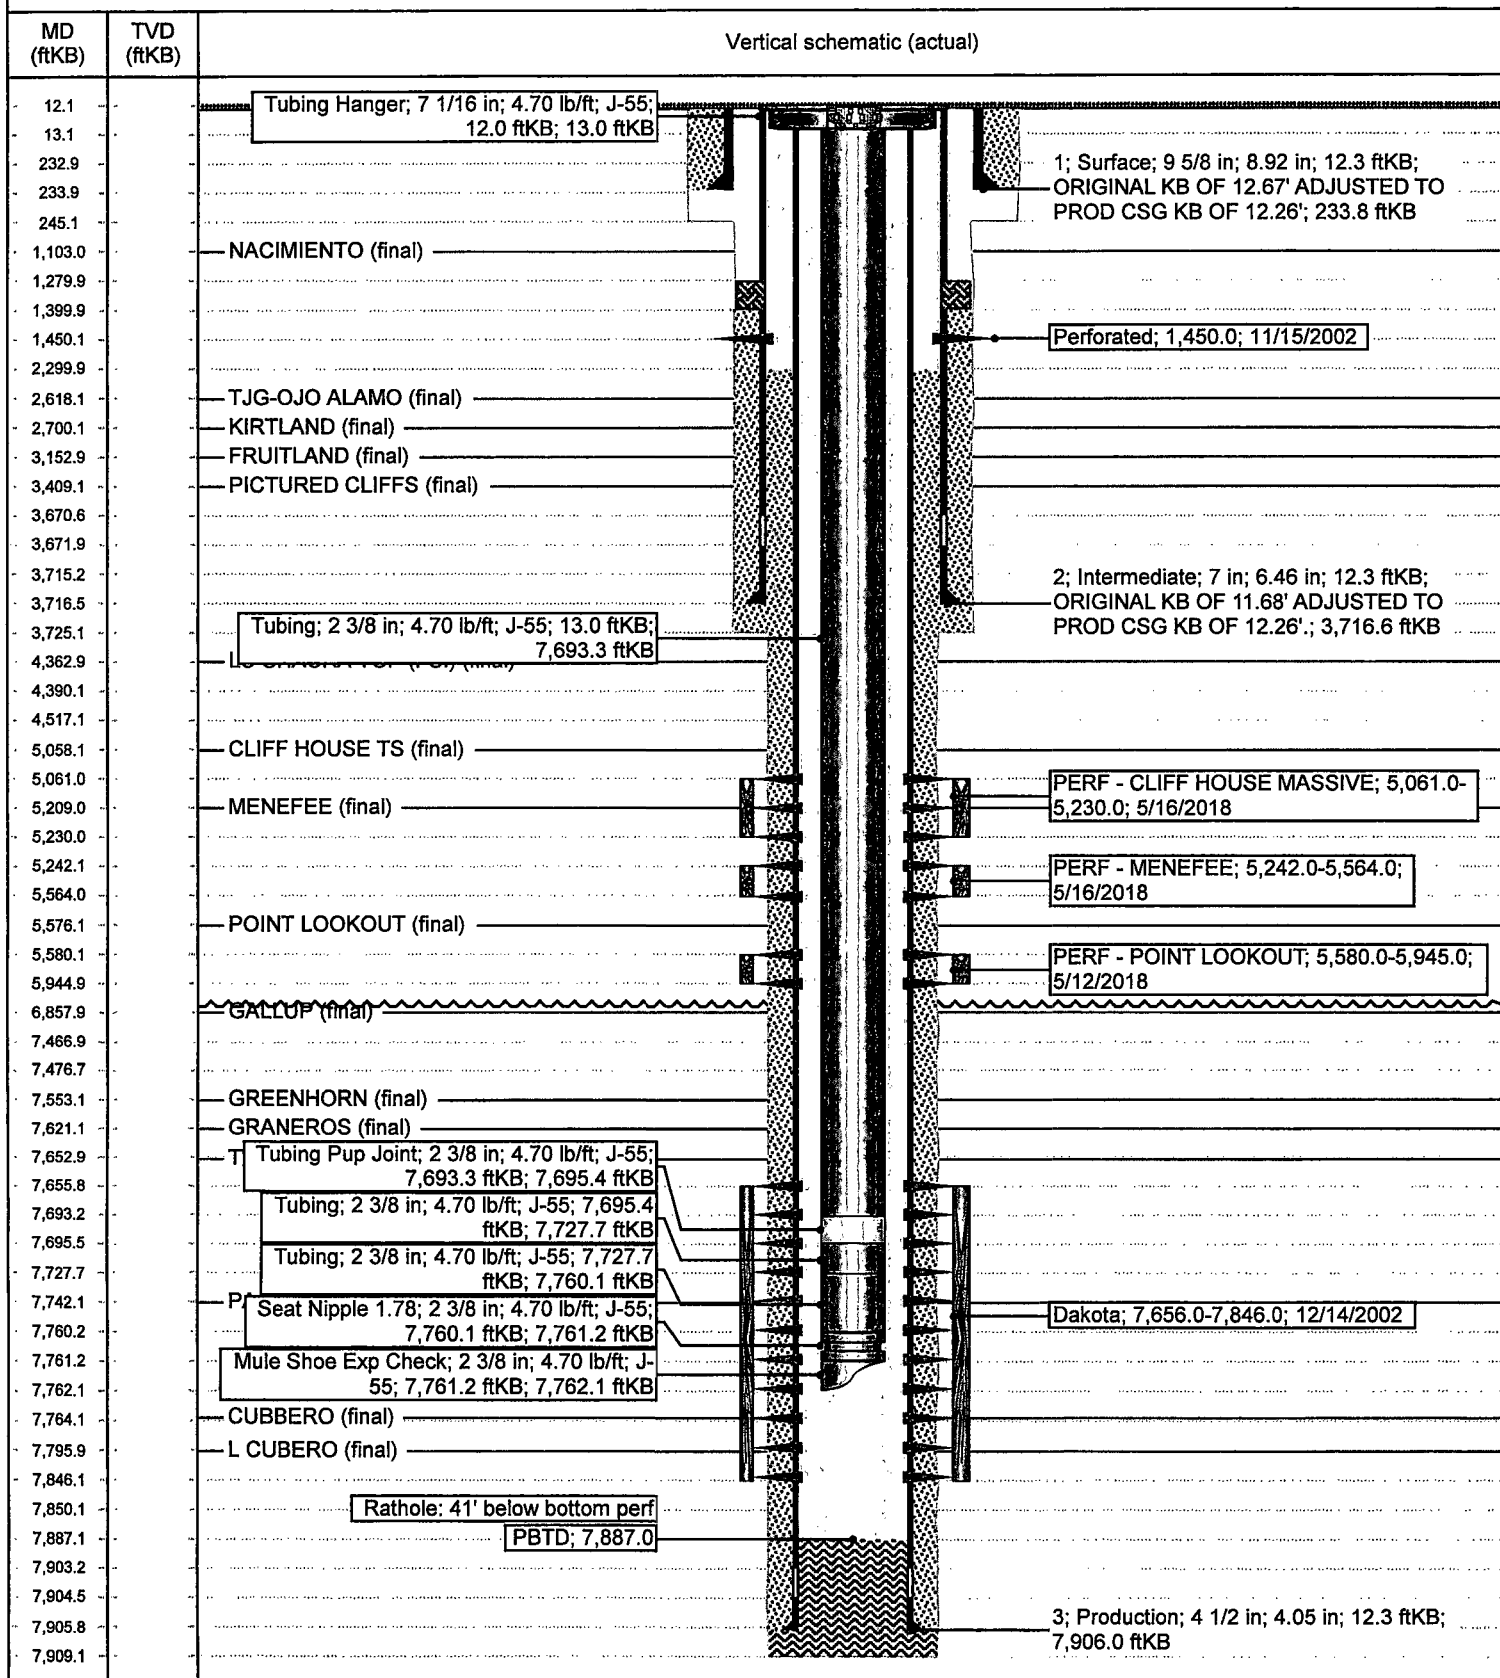 MD
(ftKB)
TVD
(ftKB)
Vertical schematic (actual)
12.1
13.1
232.9
233.9
245.1
1,103.0
1,279.9
1,399.9
1,450.1
2,299.9
2,618.1
2,700.1
3,152.9
3,409.1
3,670.6
3,671.9
3,715.2
3,716.5
3,725.1
4,362.9
4,390.1
4,517.1
5,058.1
5,061.0
5,209.0
5,230.0
5,242.1
5,564.0
5,576.1
5,580.1
5,944.9
6,857.9
7,466.9
7,476.7
7,553.1
7,621.1
7,652.9
7,655.8
7,693.2
7,695.5
7,727.7
7,742.1
7,760.2
7,761.2
7,762.1
7,764.1
7,795.9
7,846.1
7,850.1
7,887.1
7,903.2
7,904.5
7,905.8
7,909.1
Tubing Hanger; 7 1/16 in; 4.70 lb/ft; J-55;
12.0 ftKB; 13.0 ftKB
NACIMIENTO (final)
TJG-OJO ALAMO (final)
KIRTLAND (final)
FRUITLAND (final)
PICTURED CLIFFS (final)
Tubing; 2 3/8 in; 4.70 lb/ft; J-55; 13.0 ftKB;
7,693.3 ftKB
CLIFF HOUSE TS (final)
MENEFEE (final)
POINT LOOKOUT (final)
GALLUP (final)
GREENHORN (final)
GRANEROS (final)
Tubing Pup Joint; 2 3/8 in; 4.70 lb/ft; J-55;
7,693.3 ftKB; 7,695.4 ftKB
Tubing; 2 3/8 in; 4.70 lb/ft; J-55; 7,695.4
ftKB; 7,727.7 ftKB
Tubing; 2 3/8 in; 4.70 lb/ft; J-55; 7,727.7
ftKB; 7,760.1 ftKB
Seat Nipple 1.78; 2 3/8 in; 4.70 lb/ft; J-55;
7,760.1 ftKB; 7,761.2 ftKB
Mule Shoe Exp Check; 2 3/8 in; 4.70 lb/ft; J-
55; 7,761.2 ftKB; 7,762.1 ftKB
CUBBERO (final)
L CUBERO (final)
Rathole: 41' below bottom perf
PBTD; 7,887.0
1; Surface; 9 5/8 in; 8.92 in; 12.3 ftKB;
ORIGINAL KB OF 12.67' ADJUSTED TO
PROD CSG KB OF 12.26'; 233.8 ftKB
Perforated; 1,450.0; 11/15/2002
2; Intermediate; 7 in; 6.46 in; 12.3 ftKB;
ORIGINAL KB OF 11.68' ADJUSTED TO
PROD CSG KB OF 12.26'.; 3,716.6 ftKB
PERF - CLIFF HOUSE MASSIVE; 5,061.0-
5,230.0; 5/16/2018
PERF - MENEFEE; 5,242.0-5,564.0;
5/16/2018
PERF - POINT LOOKOUT; 5,580.0-5,945.0;
5/12/2018
Dakota; 7,656.0-7,846.0; 12/14/2002
3; Production; 4 1/2 in; 4.05 in; 12.3 ftKB;
7,906.0 ftKB